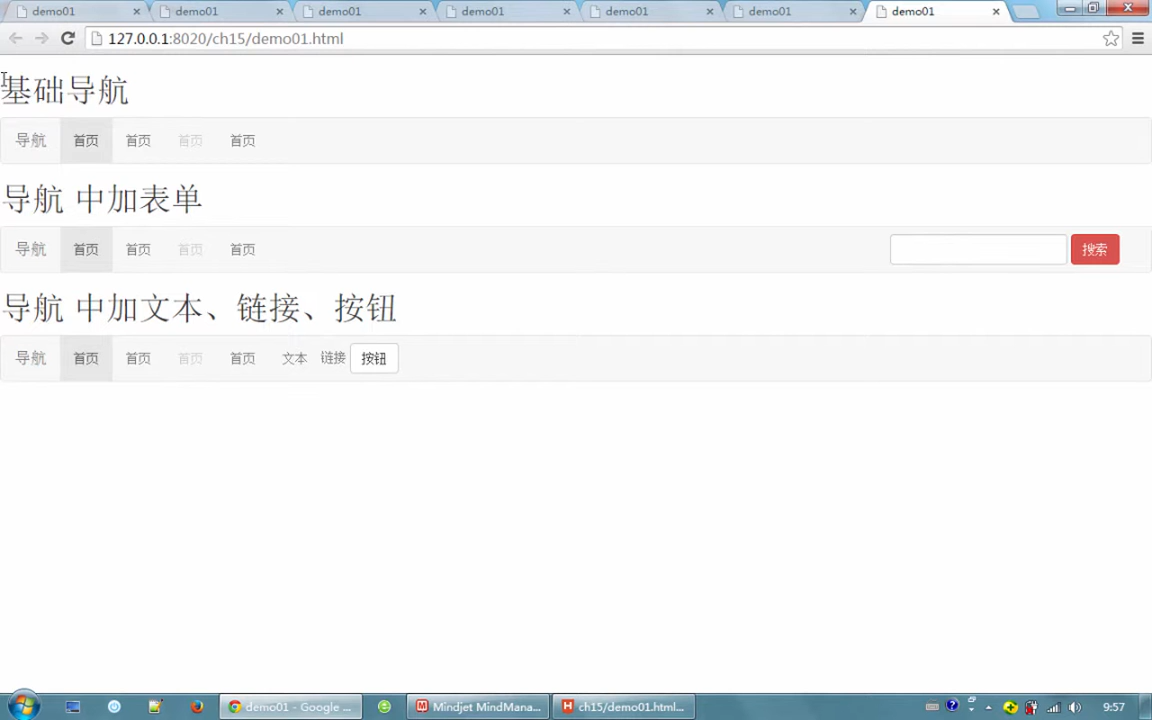 demo01 demo01 demo01 demo01 demo01 demo01 demo01
127.0.0.1:8020/ch15/demo01.html
基础导航
导航 首页 首页 首页 首页
导航 中加表单
导航 首页 首页 首页 首页 搜索
导航 中加文本、链接、按钮
导航 首页 首页 首页 首页 文本 链接 按钮
demo01 - Google ... Mindjet MindMana... ch15/demo01.html... 9:57